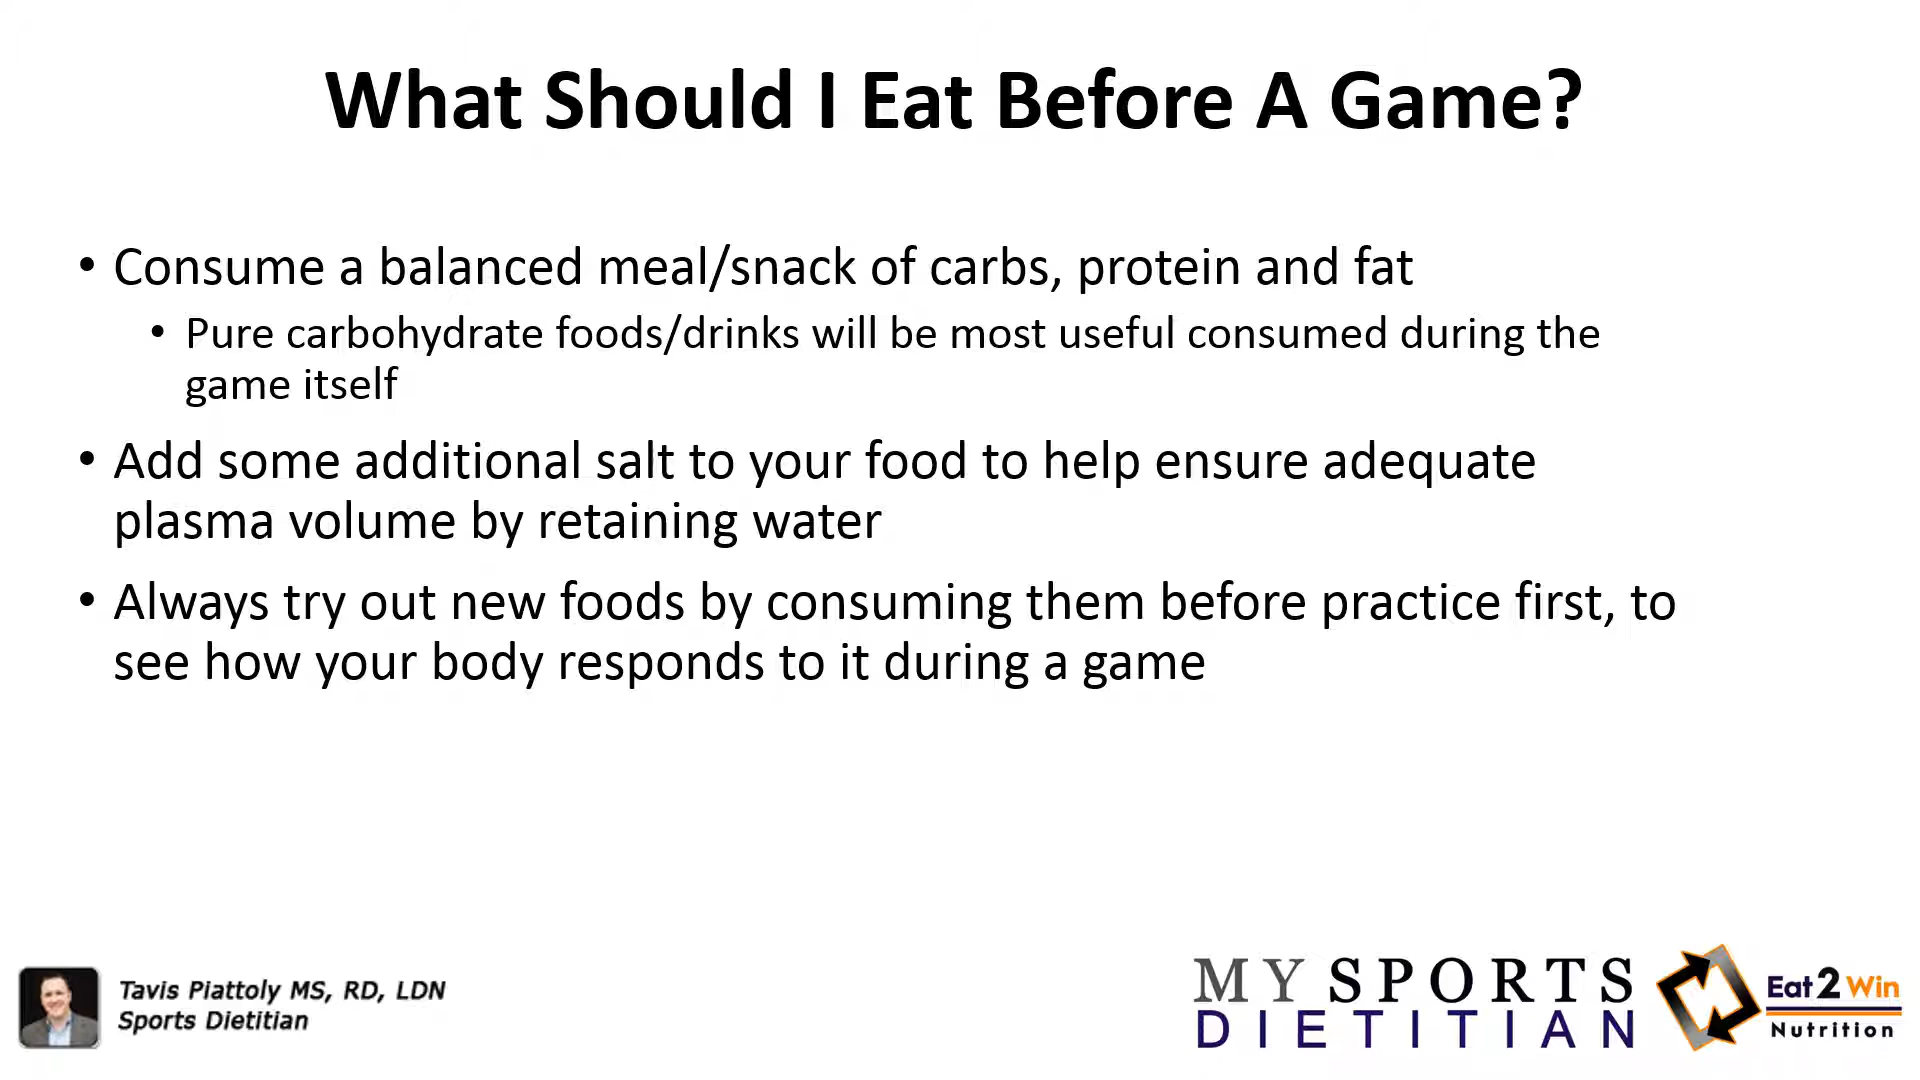 What Should I Eat Before A Game?
• Consume a balanced meal/snack of carbs, protein and fat
• Pure carbohydrate foods/drinks will be most useful consumed during the
game itself
• Add some additional salt to your food to help ensure adequate
plasma volume by retaining water
• Always try out new foods by consuming them before practice first, to
see how your body responds to it during a game
Tavis Piattoly MS, RD, LDN
Sports Dietitian
MY SPORTS
DIETITIAN
Eat2Win
Nutrition